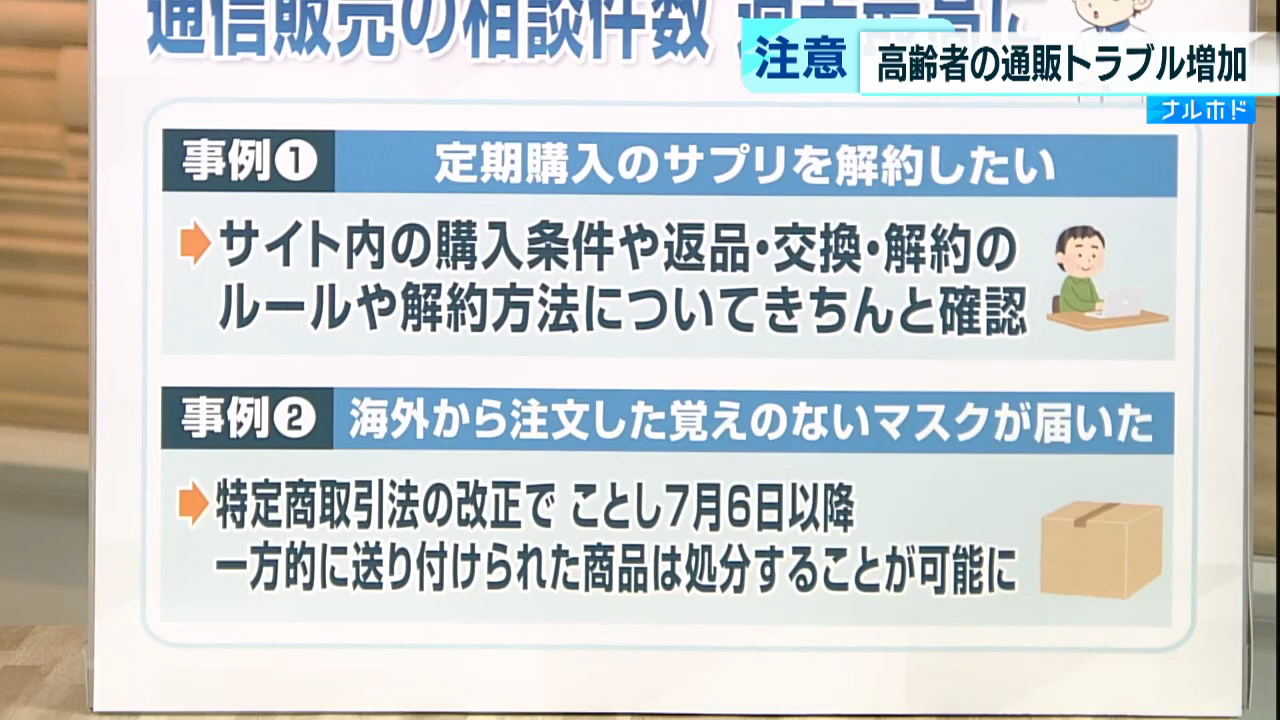 通信販売の相談件数
注意 高齢者の通販トラブル増加
ナルホド
事例❶ 定期購入のサプリを解約したい
サイト内の購入条件や返品・交換・解約の
ルールや解約方法についてきちんと確認
事例❷ 海外から注文した覚えのないマスクが届いた
特定商取引法の改正で ことし7月6日以降
一方的に送り付けられた商品は処分することが可能に